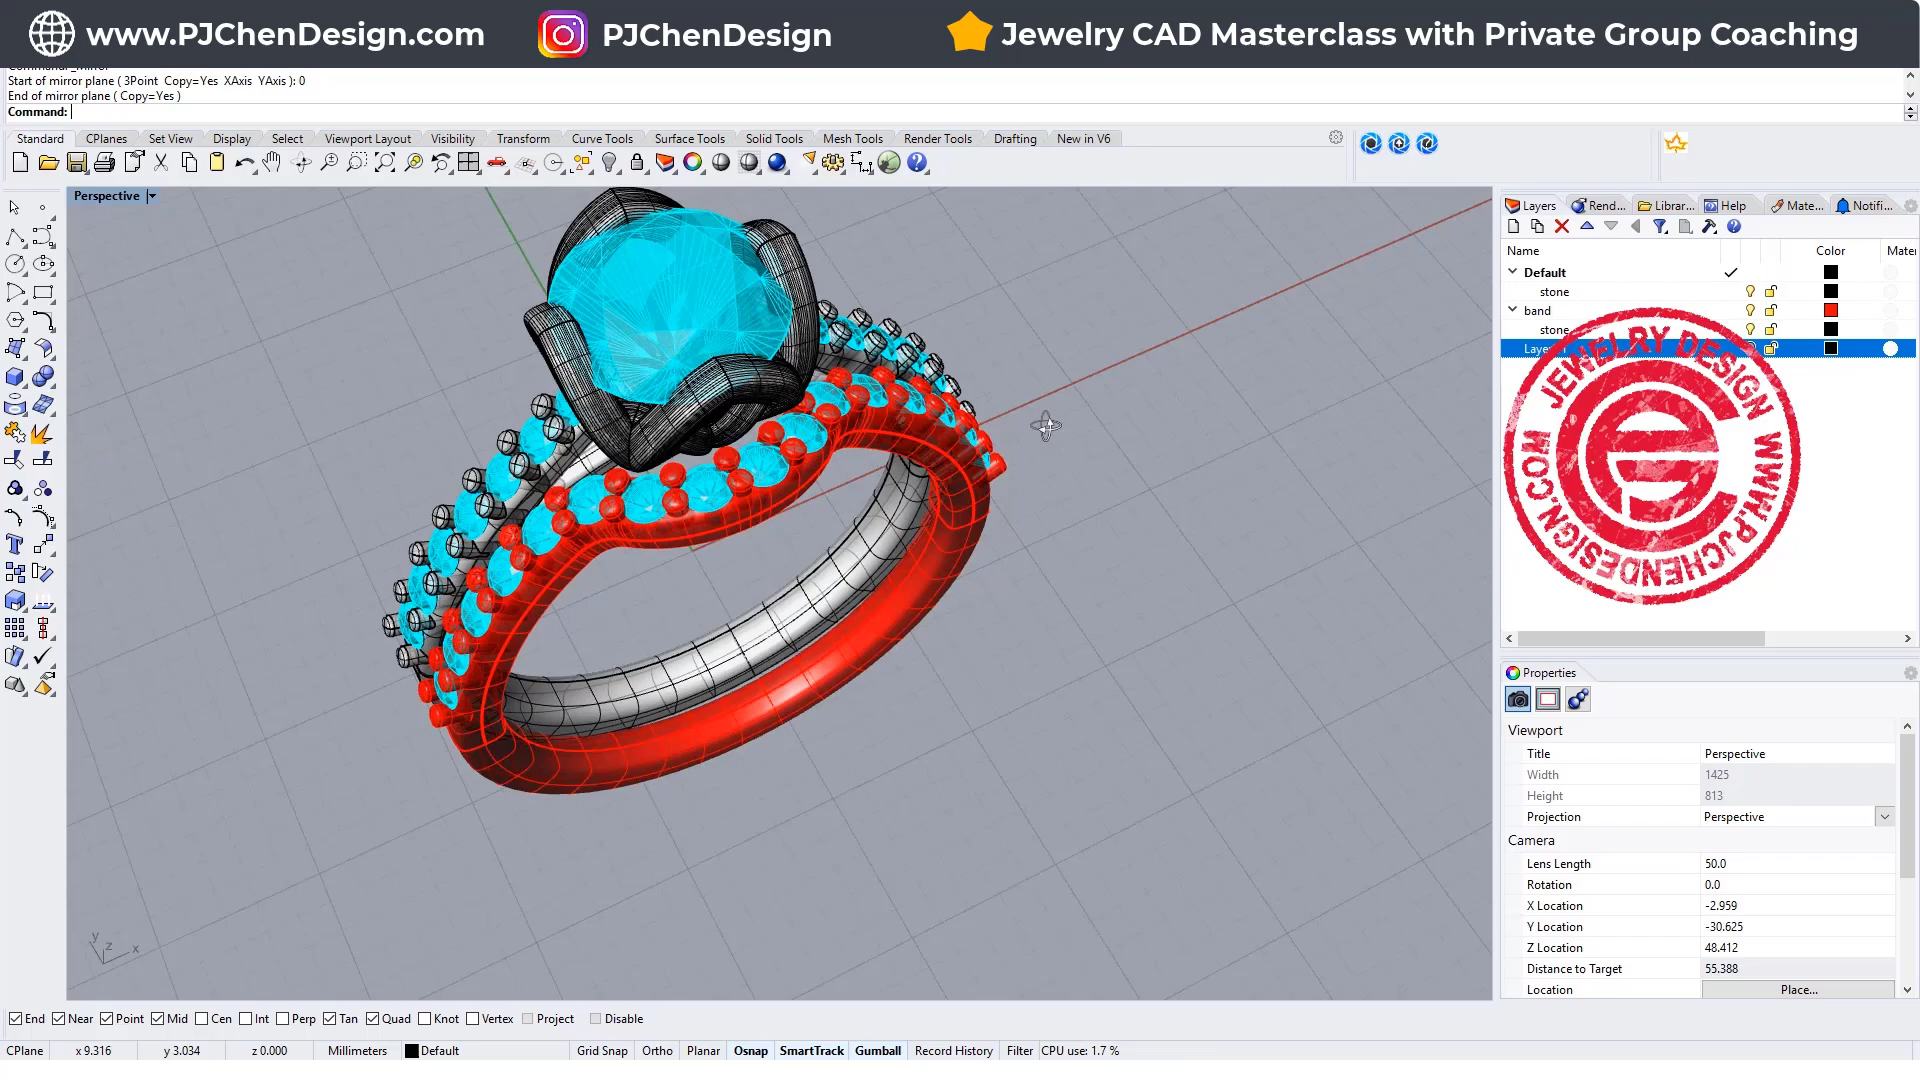 www.PJChenDesign.com PJChenDesign Jewelry CAD Masterclass with Private Group Coaching
Start of mirror plane ( 3Point Copy=Yes XAxis YAxis ): 0
End of mirror plane ( Copy=Yes )
Command:
Standard CPlanes Set View Display Select Viewport Layout Visibility Transform Curve Tools Surface Tools Solid Tools Mesh Tools Render Tools Drafting New in V6
Perspective
Layers Rend... Librar... Help Mate... Notifi...
Name Color Mater
Default
stone
band
stone
JEWELRY DESIGN WWW.PJCHENDESIGN.COM
Properties
Viewport
Title Perspective
Width 1425
Height 813
Projection Perspective
Camera
Lens Length 50.0
Rotation 0.0
X Location -2.959
Y Location -30.625
Z Location 48.412
Distance to Target 55.388
Location Place...
y z x
End Near Point Mid Cen Int Perp Tan Quad Knot Vertex Project Disable
CPlane x 9.316 y 3.034 z 0.000 Millimeters Default Grid Snap Ortho Planar Osnap SmartTrack Gumball Record History Filter CPU use: 1.7 %